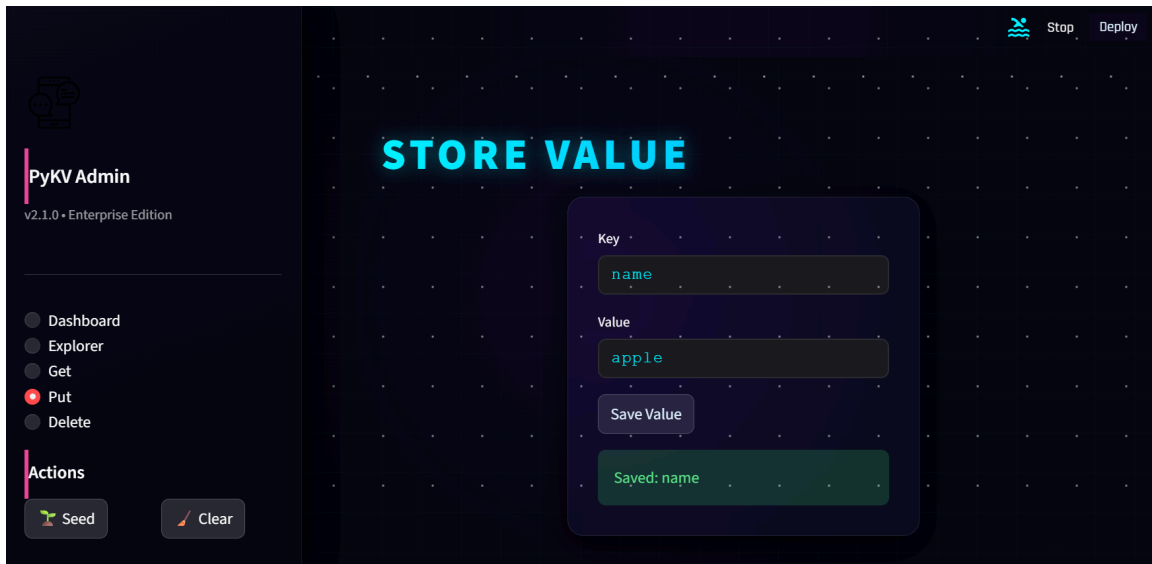 Stop
Deploy
PyKV Admin
v2.1.0 • Enterprise Edition
Dashboard
Explorer
Get
Put
Delete
Actions
Seed
Clear
STORE VALUE
Key
name
Value
apple
Save Value
Saved: name